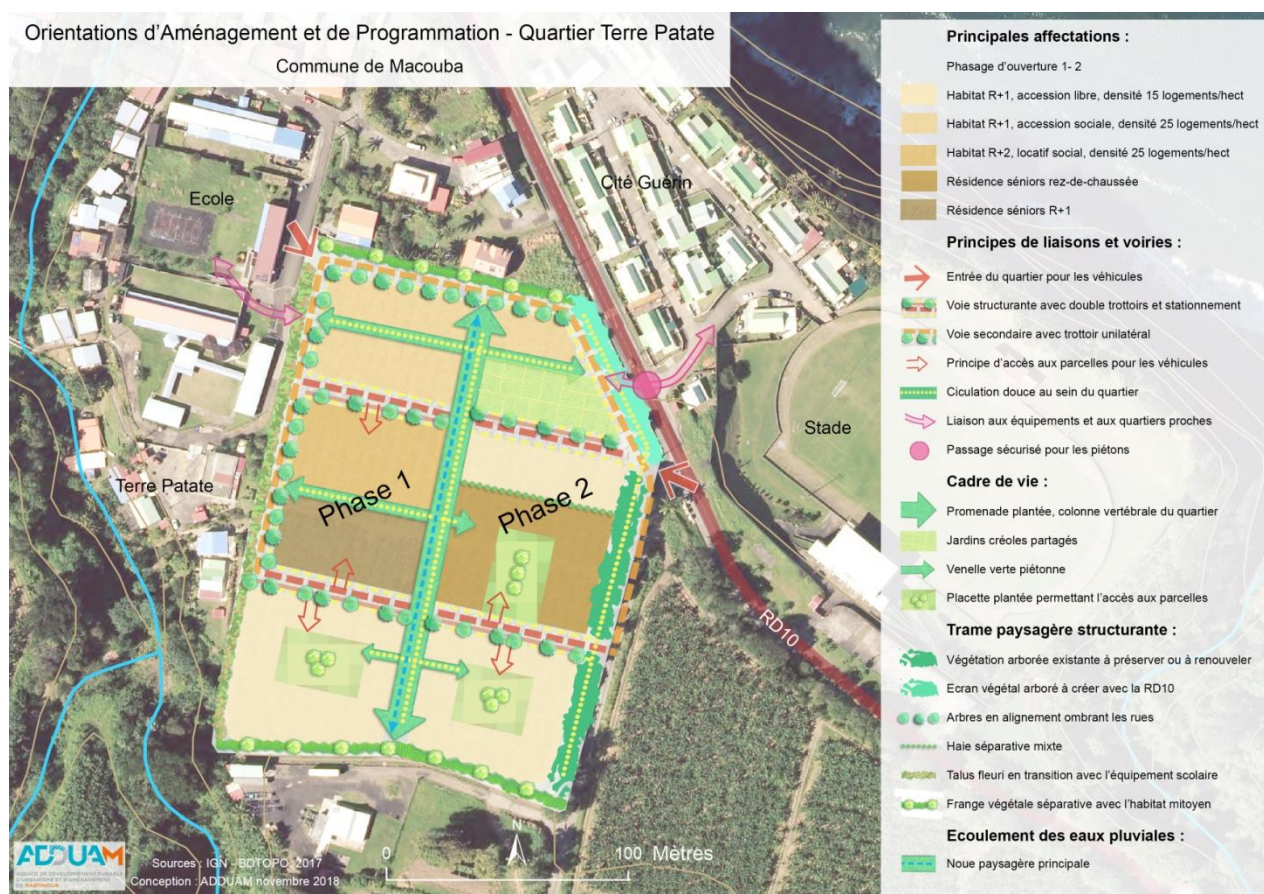 Orientations d'Aménagement et de Programmation - Quartier Terre Patate
Commune de Macouba
Ecole
Cité Guérin
Stade
Terre Patate
Phase 1
Phase 2
RD10
N
0
100 Mètres
ADDUAM
AGENCE DE DÉVELOPPEMENT DURABLE
D'URBANISME ET D'AMÉNAGEMENT
DE MARTINIQUE
Sources : IGN - BDTOPO, 2017
Conception : ADDUAM novembre 2018
Principales affectations :
Phasage d'ouverture 1- 2
Habitat R+1, accession libre, densité 15 logements/hect
Habitat R+1, accession sociale, densité 25 logements/hect
Habitat R+2, locatif social, densité 25 logements/hect
Résidence séniors rez-de-chaussée
Résidence séniors R+1
Principes de liaisons et voiries :
Entrée du quartier pour les véhicules
Voie structurante avec double trottoirs et stationnement
Voie secondaire avec trottoir unilatéral
Principe d'accès aux parcelles pour les véhicules
Ciculation douce au sein du quartier
Liaison aux équipements et aux quartiers proches
Passage sécurisé pour les piétons
Cadre de vie :
Promenade plantée, colonne vertébrale du quartier
Jardins créoles partagés
Venelle verte piétonne
Placette plantée permettant l'accès aux parcelles
Trame paysagère structurante :
Végétation arborée existante à préserver ou à renouveler
Ecran végétal arboré à créer avec la RD10
Arbres en alignement ombrant les rues
Haie séparative mixte
Talus fleuri en transition avec l'équipement scolaire
Frange végétale séparative avec l'habitat mitoyen
Ecoulement des eaux pluviales :
Noue paysagère principale